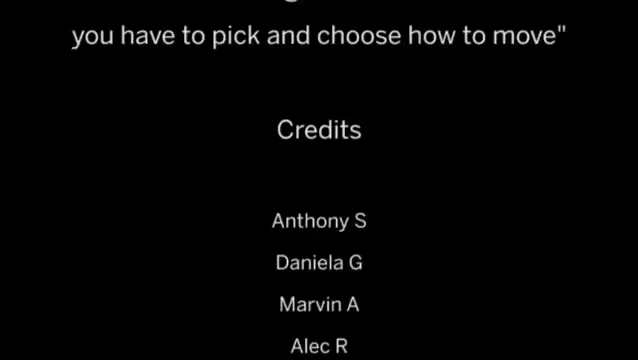 you have to pick and choose how to move"
Credits
Anthony S
Daniela G
Marvin A
Alec R